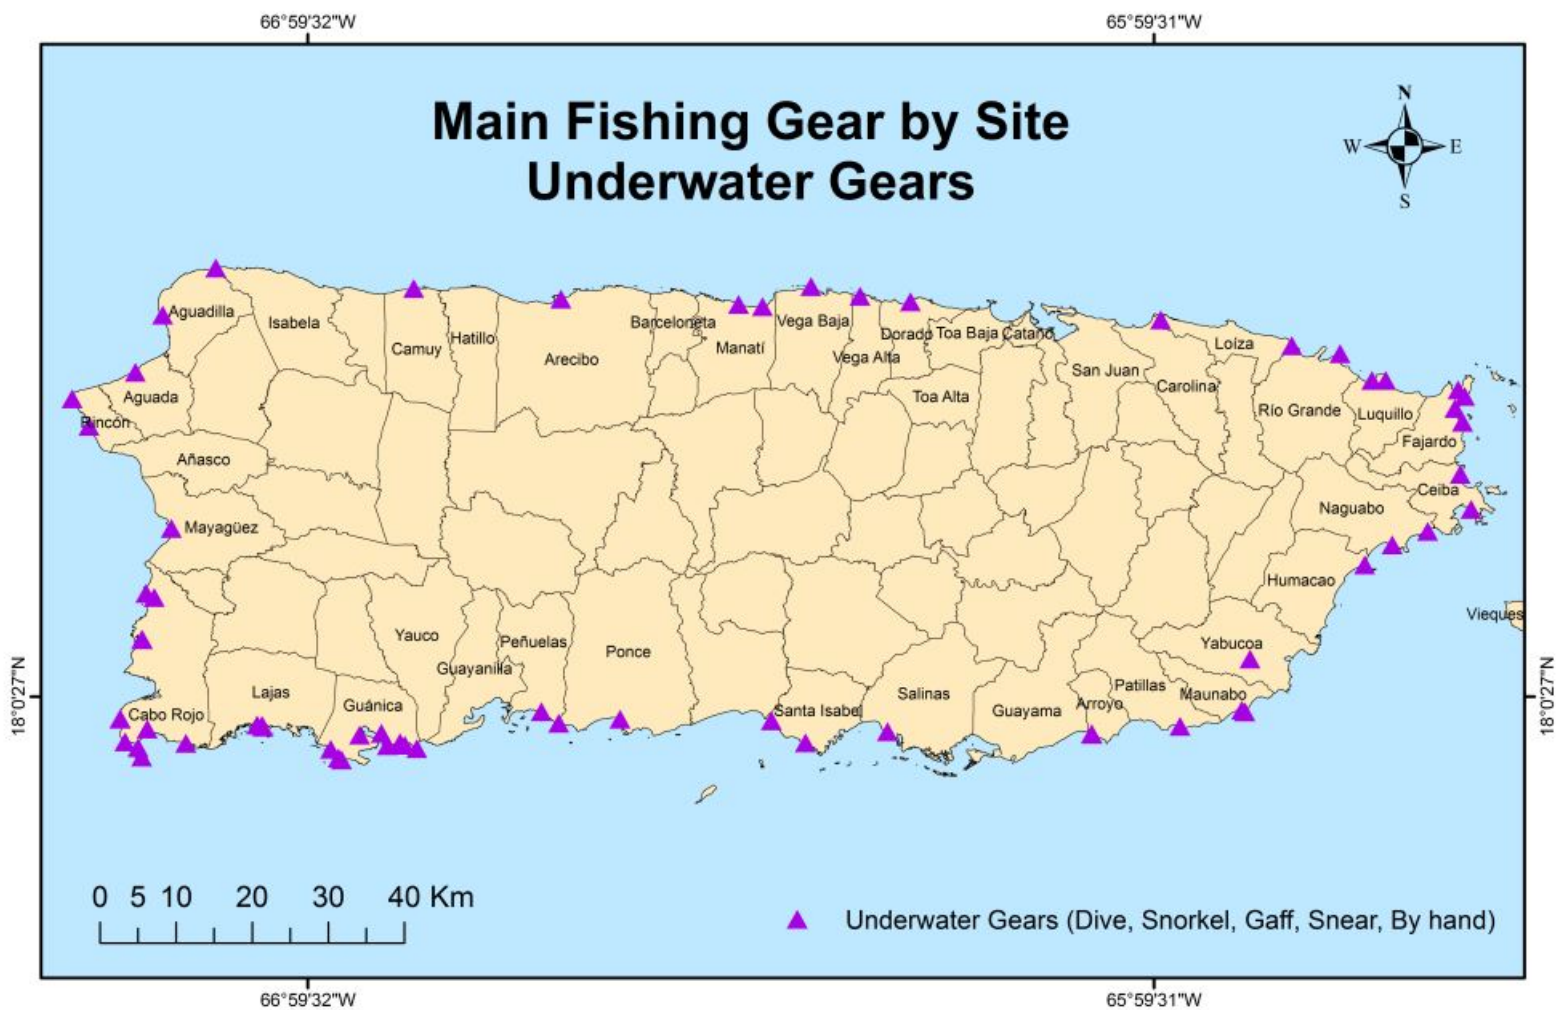 66°59'32"W 65°59'31"W
Main Fishing Gear by Site
Underwater Gears
N
W E
S
Aguadilla
Isabela
Camuy
Hatillo
Arecibo
Barceloneta
Manatí
Vega Baja
Vega Alta
Dorado
Toa Baja
Cataño
Toa Alta
San Juan
Carolina
Loíza
Río Grande
Luquillo
Fajardo
Ceiba
Naguabo
Humacao
Vieques
Aguada
Rincón
Añasco
Mayagüez
Yauco
Peñuelas
Guayanilla
Ponce
Lajas
Guánica
Cabo Rojo
Santa Isabel
Salinas
Guayama
Arroyo
Patillas
Maunabo
Yabucoa
18°0'27"N 18°0'27"N
0 5 10 20 30 40 Km
Underwater Gears (Dive, Snorkel, Gaff, Snear, By hand)
66°59'32"W 65°59'31"W